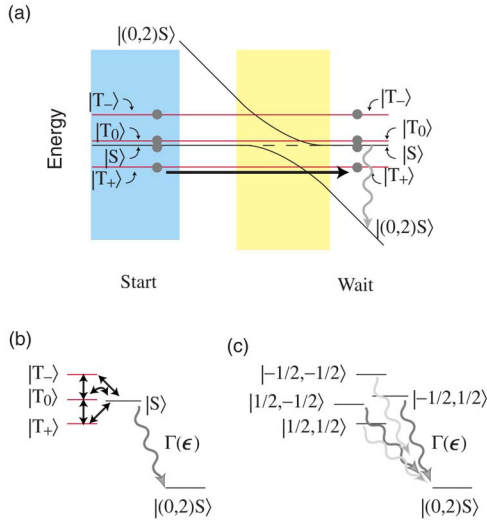 (a)
|(0,2)S⟩
|T₋⟩
|T₋⟩
|T₀⟩
|T₀⟩
|S⟩
|S⟩
|T₊⟩
|T₊⟩
Energy
|(0,2)S⟩
Start
Wait
(b)
|T₋⟩
|T₀⟩
|S⟩
|T₊⟩
Γ(ϵ)
|(0,2)S⟩
(c)
|−1/2,−1/2⟩
|−1/2,1/2⟩
|1/2,−1/2⟩
|1/2,1/2⟩
Γ(ϵ)
|(0,2)S⟩